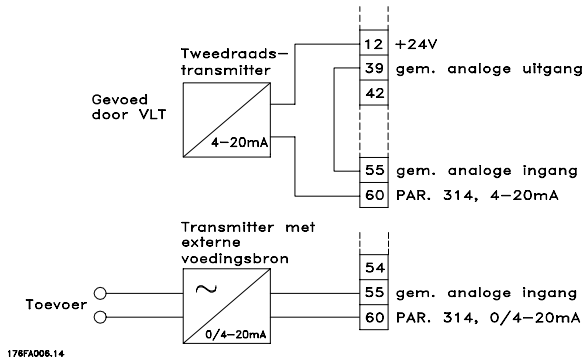 Tweedraads-
transmitter
Gevoed
door VLT
4-20mA
12 +24V
39 gem. analoge uitgang
42
55 gem. analoge ingang
60 PAR. 314, 4-20mA
Transmitter met
externe
voedingsbron
Toevoer
~
0/4-20mA
54
55 gem. analoge ingang
60 PAR. 314, 0/4-20mA
176FA006.14